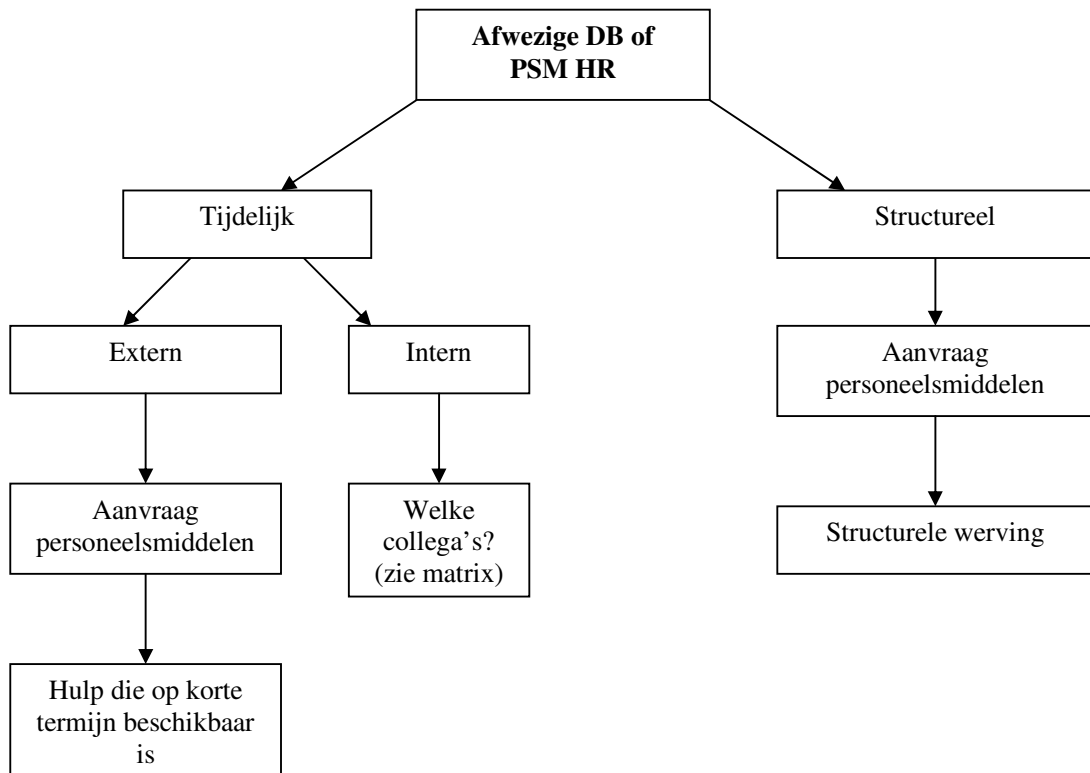 Afwezige DB of
PSM HR
Tijdelijk
Structureel
Extern
Intern
Aanvraag
personeelsmiddelen
Aanvraag
personeelsmiddelen
Welke
collega's?
(zie matrix)
Structurele werving
Hulp die op korte
termijn beschikbaar
is